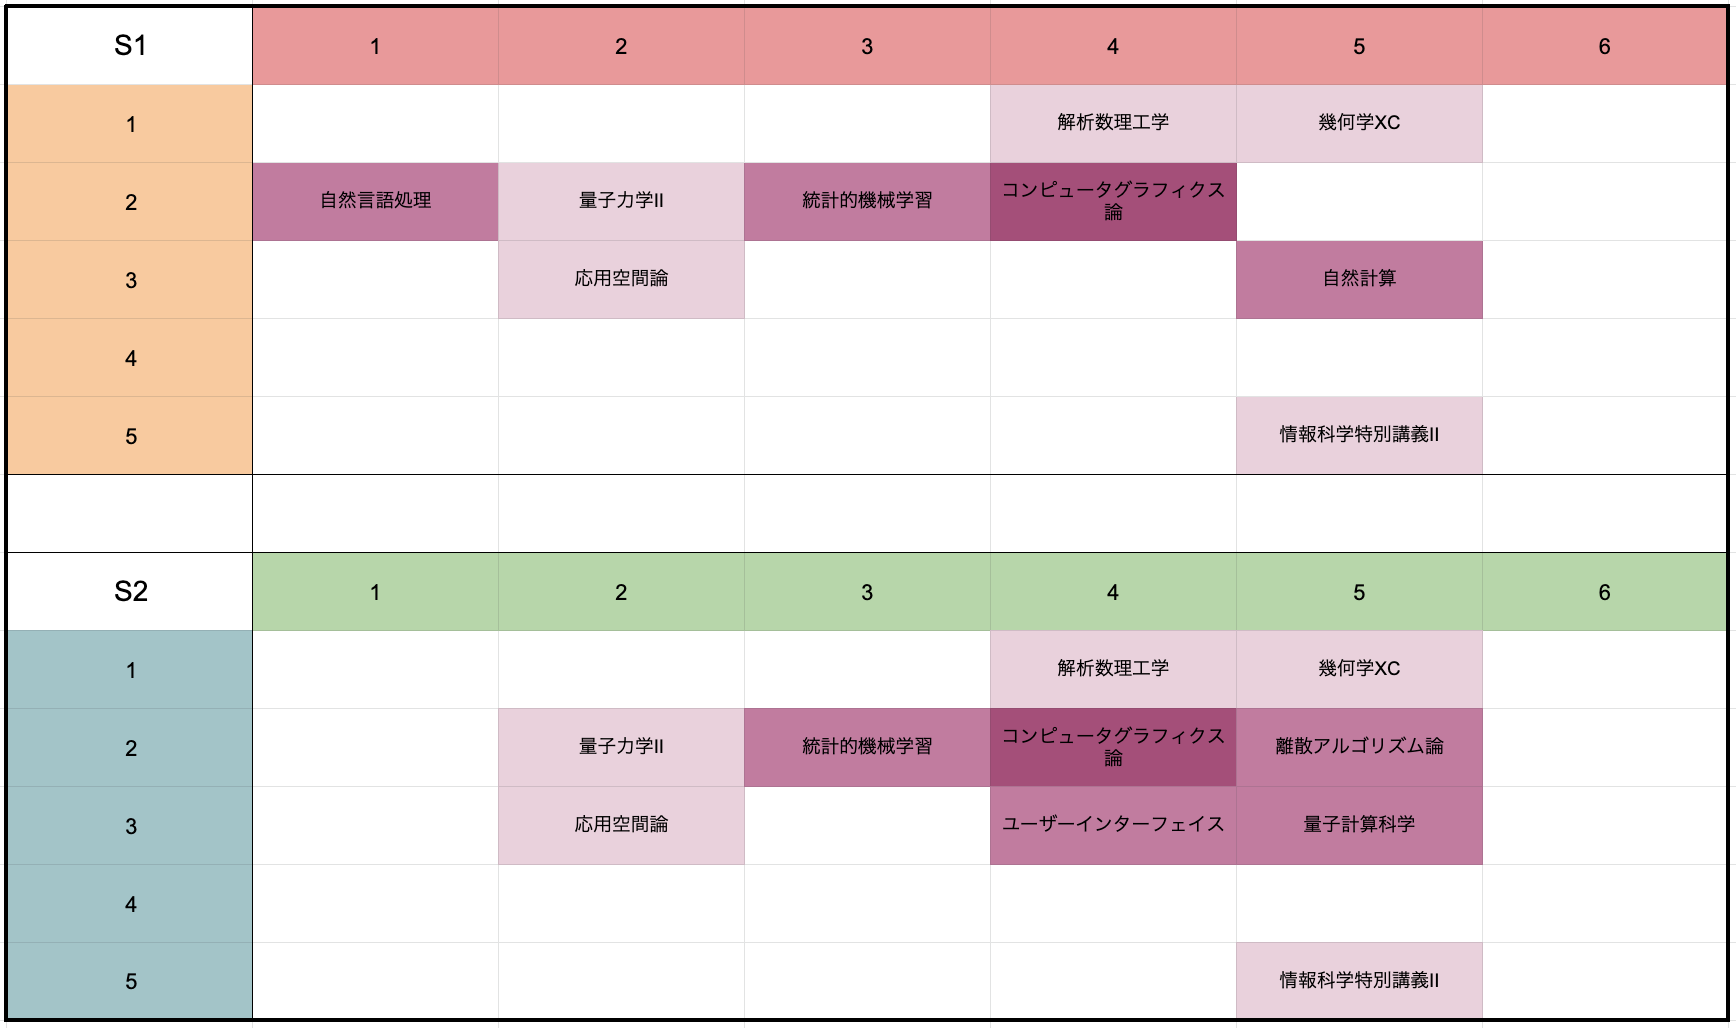 S1 1 2 3 4 5 6
1 解析数理工学 幾何学XC
2 自然言語処理 量子力学II 統計的機械学習 コンピュータグラフィクス
論
3 応用空間論 自然計算
4
5 情報科学特別講義II
S2 1 2 3 4 5 6
1 解析数理工学 幾何学XC
2 量子力学II 統計的機械学習 コンピュータグラフィクス 離散アルゴリズム論
論
3 応用空間論 ユーザーインターフェイス 量子計算科学
4
5 情報科学特別講義II